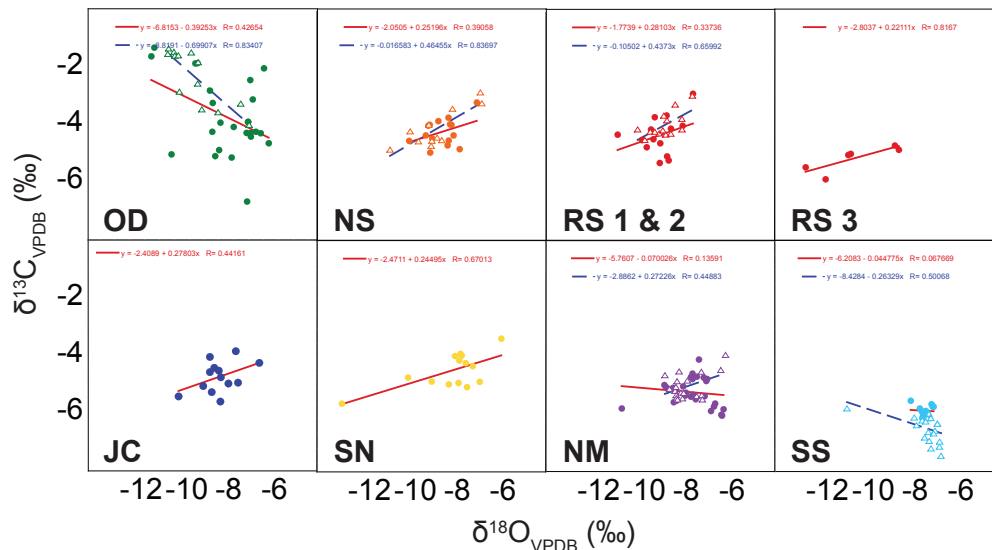 y = -6.8153 - 0.39253x R= 0.42654
y = -8.8191 - 0.69907x R= 0.83407
OD
y = -2.0505 + 0.25196x R= 0.39058
y = -0.016583 + 0.46455x R= 0.83697
NS
y = -1.7739 + 0.28103x R= 0.33736
y = -0.10502 + 0.4373x R= 0.65992
RS 1 & 2
y = -2.8037 + 0.22111x R= 0.8167
RS 3
-2
-4
-6
δ13CVPDB (‰)
y = -2.4089 + 0.27803x R= 0.44161
JC
y = -2.4711 + 0.24495x R= 0.67013
SN
y = -5.7607 - 0.070026x R= 0.13591
y = -2.8862 + 0.27226x R= 0.44883
NM
y = -6.2083 - 0.044775x R= 0.067669
y = -8.4284 - 0.26329x R= 0.50068
SS
-2
-4
-6
-12 -10 -8 -6
-12 -10 -8 -6
-12 -10 -8 -6
-12 -10 -8 -6
δ18OVPDB (‰)